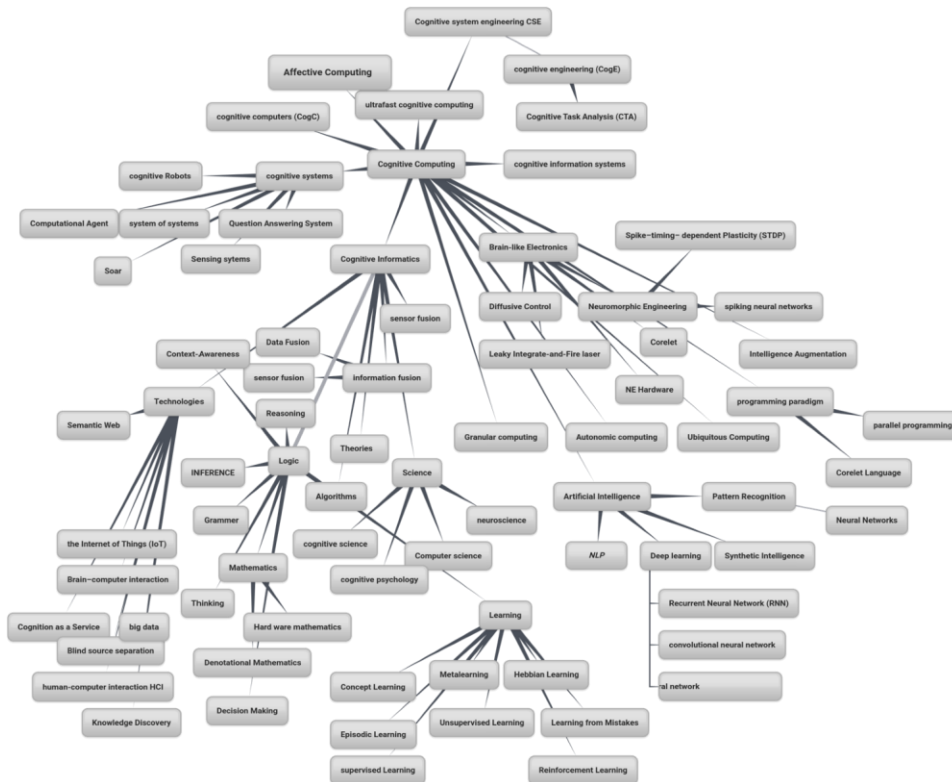 Cognitive system engineering CSE
Affective Computing
cognitive engineering (CogE)
ultrafast cognitive computing
cognitive computers (CogC)
Cognitive Task Analysis (CTA)
Cognitive Computing
cognitive information systems
cognitive Robots
cognitive systems
Computational Agent
system of systems
Question Answering System
Spike-timing- dependent Plasticity (STDP)
Brain-like Electronics
Soar
Sensing sytems
Cognitive Informatics
Diffusive Control
Neuromorphic Engineering
spiking neural networks
sensor fusion
Data Fusion
Corelet
Context-Awareness
Leaky Integrate-and-Fire laser
Intelligence Augmentation
sensor fusion
information fusion
NE Hardware
Technologies
programming paradigm
Reasoning
Semantic Web
parallel programming
Theories
Granular computing
Autonomic computing
Ubiquitous Computing
Logic
INFERENCE
Science
Corelet Language
Algorithms
Artificial Intelligence
Pattern Recognition
Grammer
neuroscience
Neural Networks
the Internet of Things (IoT)
cognitive science
Computer science
NLP
Deep learning
Synthetic Intelligence
Mathematics
Brain-computer interaction
cognitive psychology
Thinking
Recurrent Neural Network (RNN)
Learning
Cognition as a Service
big data
Hard ware mathematics
Blind source separation
convolutional neural network
Denotational Mathematics
Metalearning
Hebbian Learning
human-computer interaction HCI
Concept Learning
ral network
Decision Making
Knowledge Discovery
Episodic Learning
Unsupervised Learning
Learning from Mistakes
supervised Learning
Reinforcement Learning